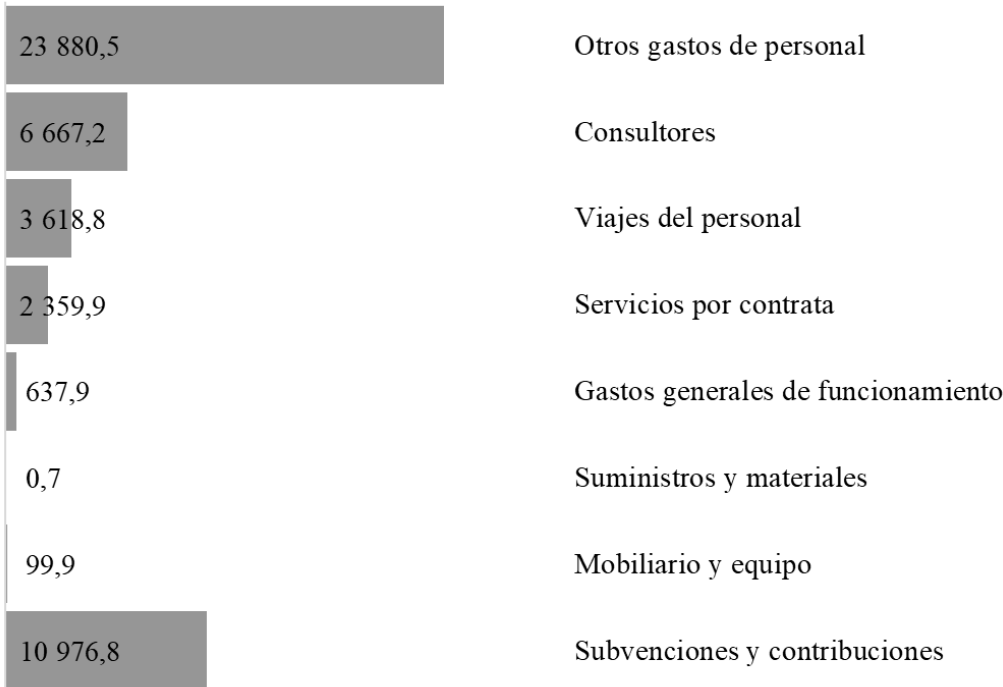 23 880,5 Otros gastos de personal
6 667,2 Consultores
3 618,8 Viajes del personal
2 359,9 Servicios por contrata
637,9 Gastos generales de funcionamiento
0,7 Suministros y materiales
99,9 Mobiliario y equipo
10 976,8 Subvenciones y contribuciones